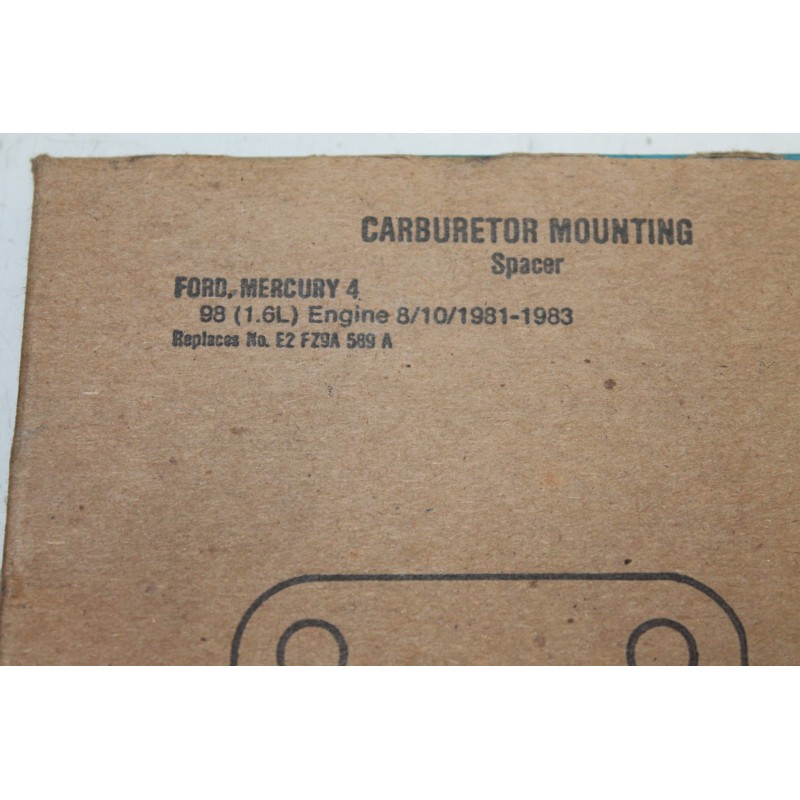 CARBURETOR MOUNTING
Spacer
FORD, MERCURY 4
98 (1.6L) Engine 8/10/1981-1983
Replaces No. E2 FZ9A 589 A